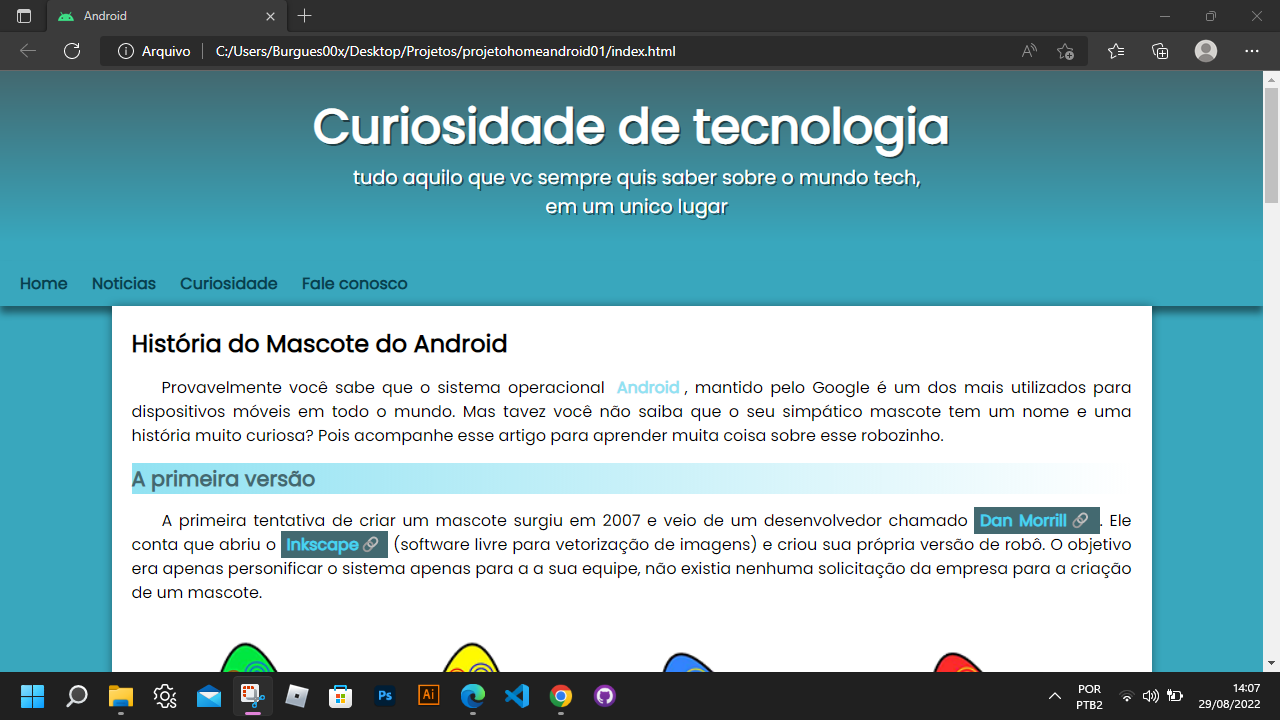 Android
Arquivo
C:/Users/Burgues00x/Desktop/Projetos/projetohomeandroid01/index.html
Curiosidade de tecnologia
tudo aquilo que vc sempre quis saber sobre o mundo tech,
em um unico lugar
Home Noticias Curiosidade Fale conosco
História do Mascote do Android
Provavelmente você sabe que o sistema operacional Android , mantido pelo Google é um dos mais utilizados para
dispositivos móveis em todo o mundo. Mas tavez você não saiba que o seu simpático mascote tem um nome e uma
história muito curiosa? Pois acompanhe esse artigo para aprender muita coisa sobre esse robozinho.
A primeira versão
A primeira tentativa de criar um mascote surgiu em 2007 e veio de um desenvolvedor chamado Dan Morrill🔗. Ele
conta que abriu o Inkscape🔗 (software livre para vetorização de imagens) e criou sua própria versão de robô. O objetivo
era apenas personificar o sistema apenas para a a sua equipe, não existia nenhuma solicitação da empresa para a criação
de um mascote.
Ps Ai
POR
PTB2
14:07
29/08/2022